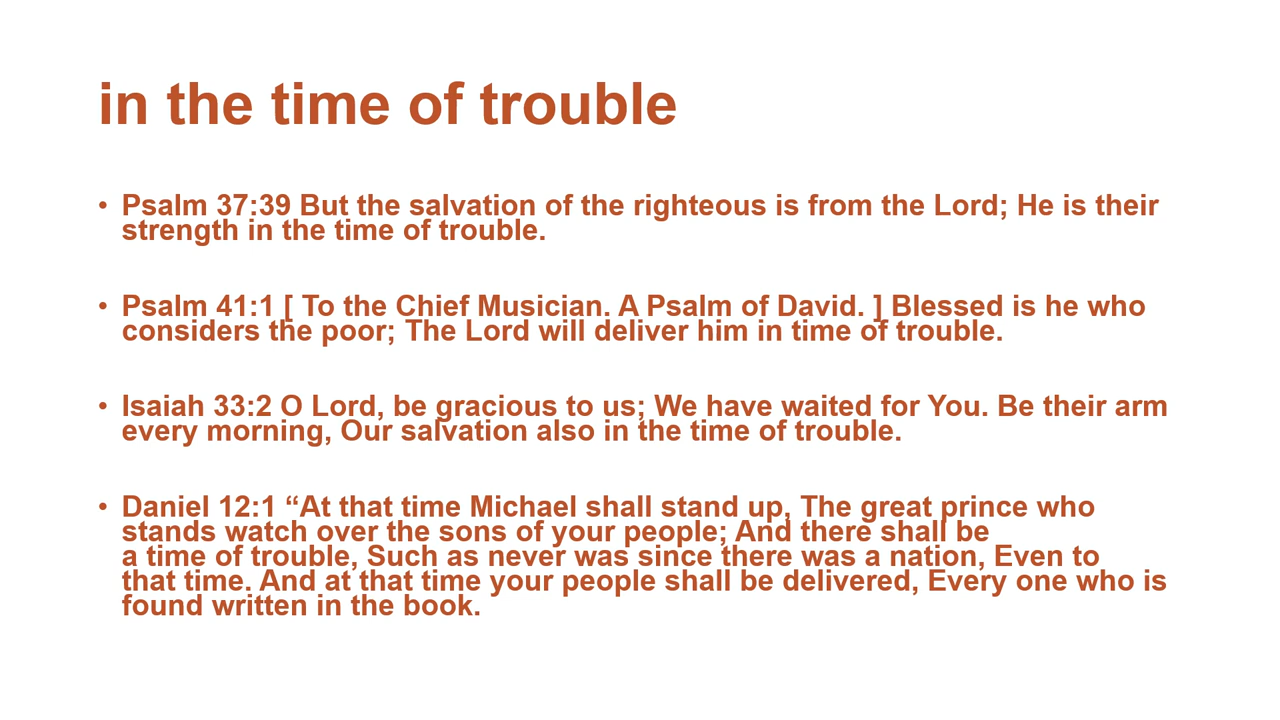 in the time of trouble
• Psalm 37:39 But the salvation of the righteous is from the Lord; He is their
strength in the time of trouble.
• Psalm 41:1 [ To the Chief Musician. A Psalm of David. ] Blessed is he who
considers the poor; The Lord will deliver him in time of trouble.
• Isaiah 33:2 O Lord, be gracious to us; We have waited for You. Be their arm
every morning, Our salvation also in the time of trouble.
• Daniel 12:1 “At that time Michael shall stand up, The great prince who
stands watch over the sons of your people; And there shall be
a time of trouble, Such as never was since there was a nation, Even to
that time. And at that time your people shall be delivered, Every one who is
found written in the book.